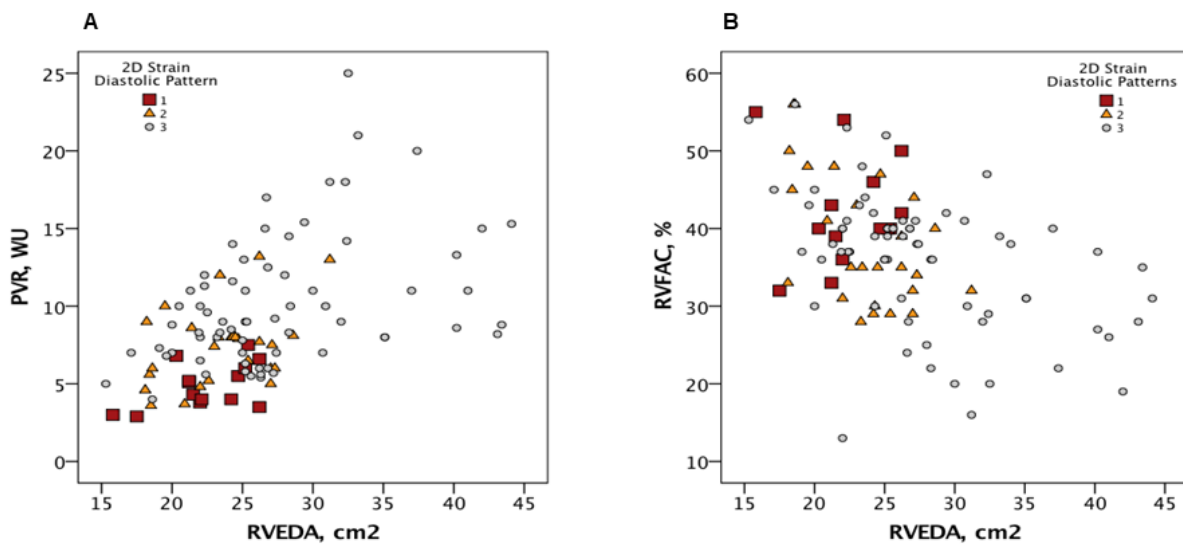 A
2D Strain
Diastolic Pattern
1
2
3
25
20
15
10
5
0
PVR, WU
15 20 25 30 35 40 45
RVEDA, cm2
B
2D Strain
Diastolic Patterns
1
2
3
60
50
40
30
20
10
RVFAC, %
15 20 25 30 35 40 45
RVEDA, cm2